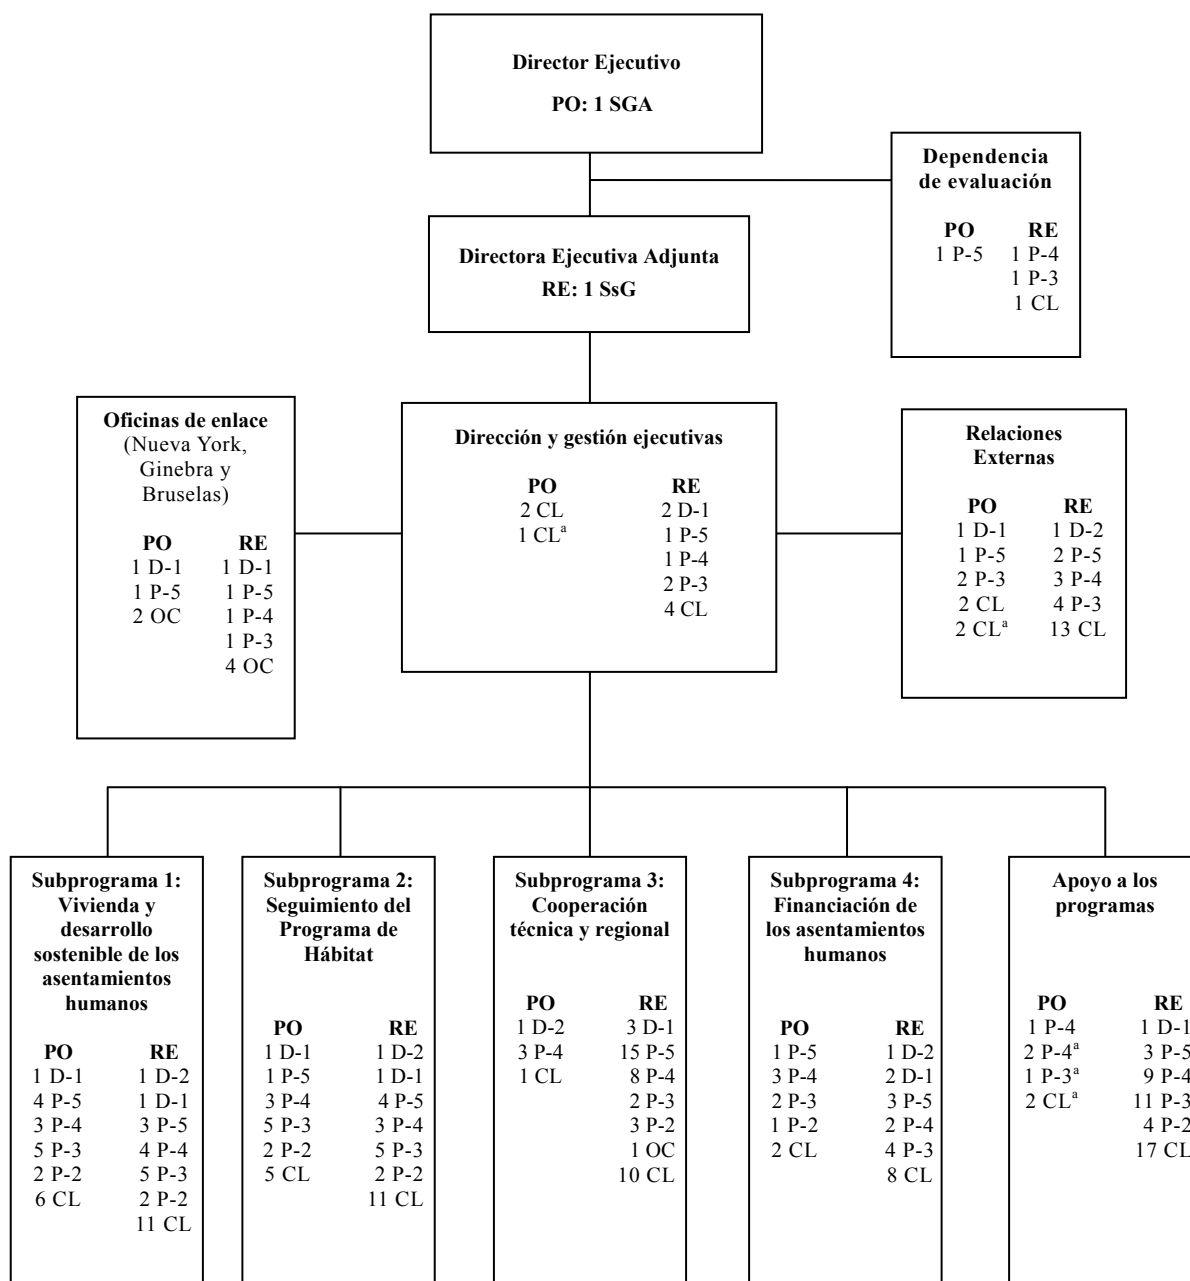 Director Ejecutivo
PO: 1 SGA
Dependencia
de evaluación
PO RE
1 P-5 1 P-4
1 P-3
1 CL
Directora Ejecutiva Adjunta
RE: 1 SsG
Oficinas de enlace
(Nueva York,
Ginebra y
Bruselas)
PO RE
1 D-1 1 D-1
1 P-5 1 P-5
2 OC 1 P-4
1 P-3
4 OC
Dirección y gestión ejecutivas
PO RE
2 CL 2 D-1
1 CLª 1 P-5
1 P-4
2 P-3
4 CL
Relaciones
Externas
PO RE
1 D-1 1 D-2
1 P-5 2 P-5
2 P-3 3 P-4
2 CL 4 P-3
2 CLª 13 CL
Subprograma 1:
Vivienda y
desarrollo
sostenible de los
asentamientos
humanos
PO RE
1 D-1 1 D-2
4 P-5 1 D-1
3 P-4 3 P-5
5 P-3 4 P-4
2 P-2 5 P-3
6 CL 2 P-2
11 CL
Subprograma 2:
Seguimiento del
Programa de
Hábitat
PO RE
1 D-1 1 D-2
1 P-5 1 D-1
3 P-4 4 P-5
5 P-3 3 P-4
2 P-2 5 P-3
5 CL 2 P-2
11 CL
Subprograma 3:
Cooperación
técnica y regional
PO RE
1 D-2 3 D-1
3 P-4 15 P-5
1 CL 8 P-4
2 P-3
3 P-2
1 OC
10 CL
Subprograma 4:
Financiación de
los asentamientos
humanos
PO RE
1 P-5 1 D-2
3 P-4 2 D-1
2 P-3 3 P-5
1 P-2 2 P-4
2 CL 4 P-3
8 CL
Apoyo a los
programas
PO RE
1 P-4 1 D-1
2 P-4ª 3 P-5
1 P-3ª 9 P-4
2 CLª 11 P-3
4 P-2
17 CL